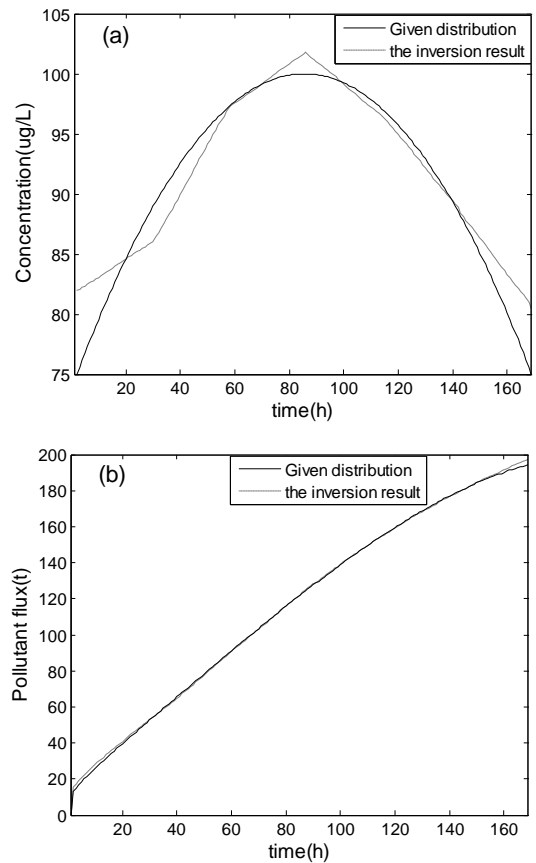 (a)
Given distribution
the inversion result
Concentration(ug/L)
105
100
95
90
85
80
75
20 40 60 80 100 120 140 160
time(h)
(b)
Given distribution
the inversion result
Pollutant flux(t)
200
180
160
140
120
100
80
60
40
20
0
20 40 60 80 100 120 140 160
time(h)